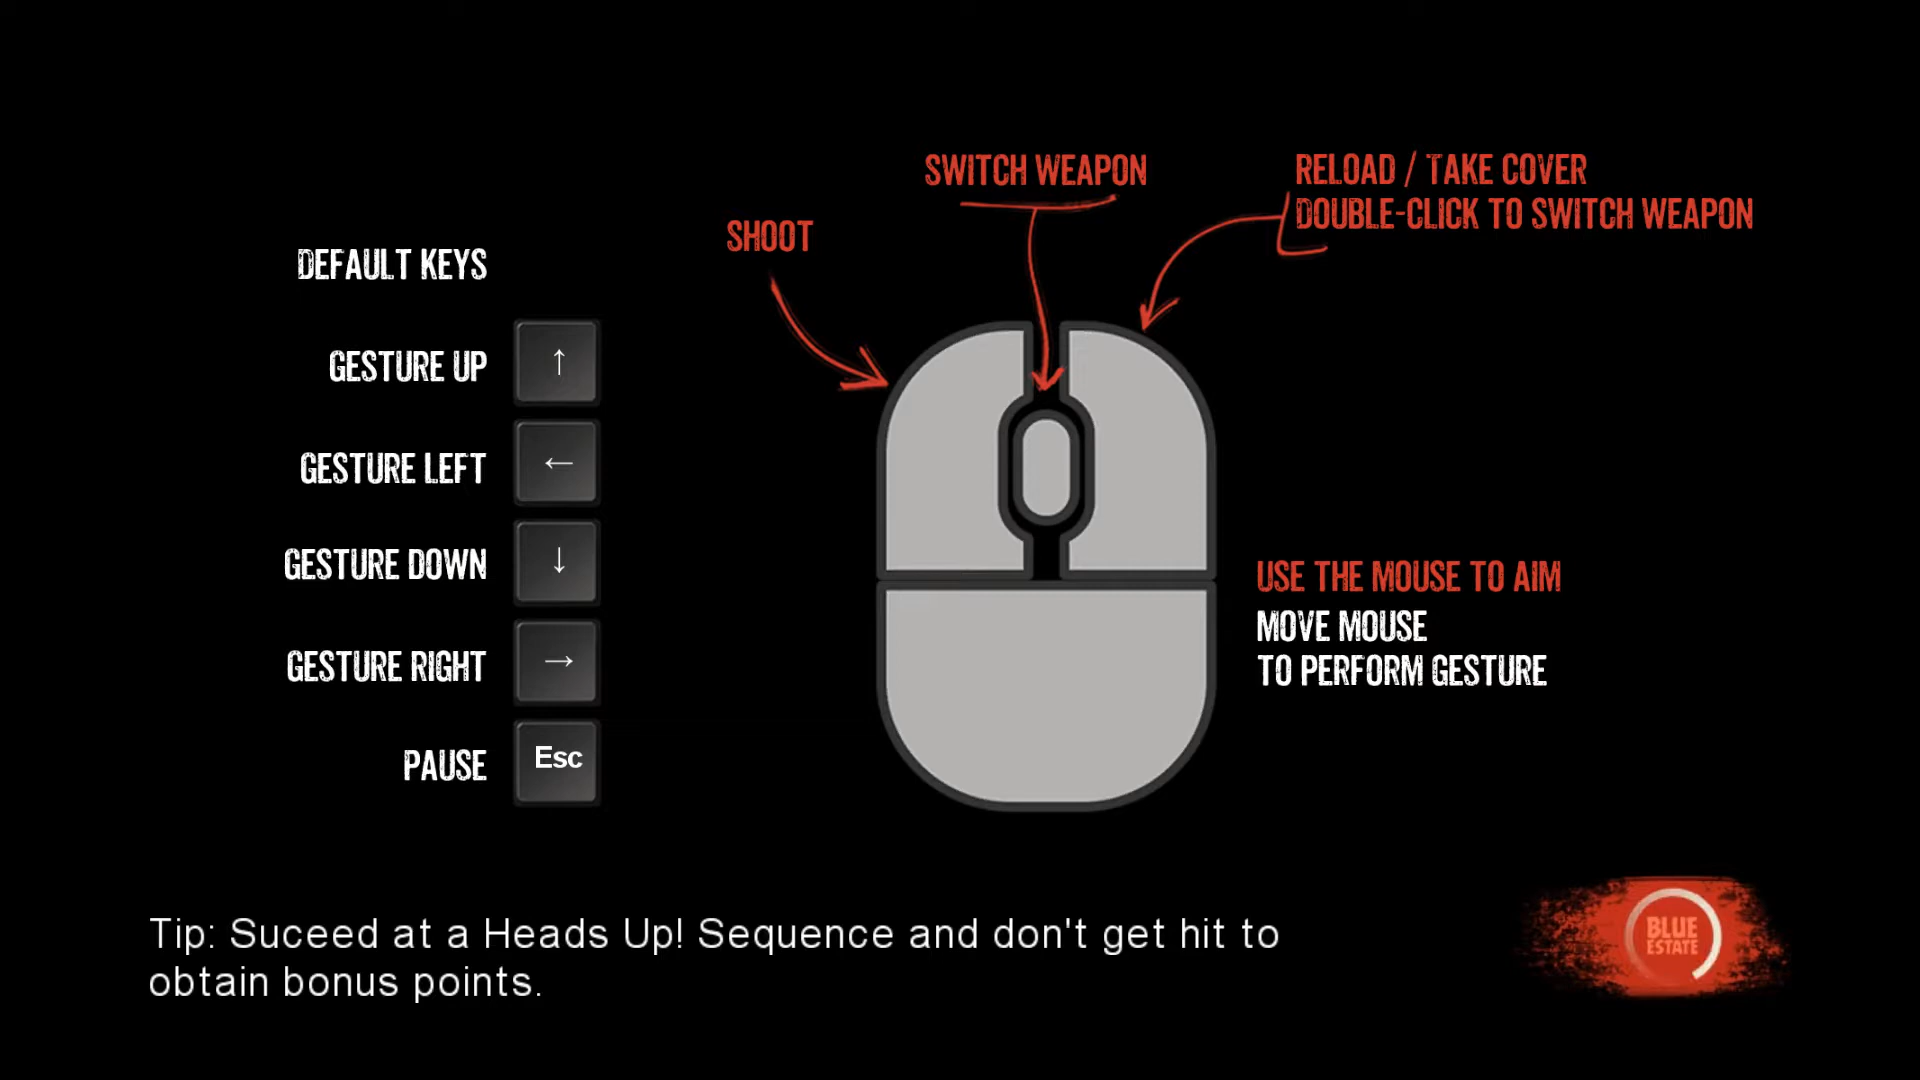 SWITCH WEAPON
RELOAD / TAKE COVER
DOUBLE-CLICK TO SWITCH WEAPON
SHOOT
DEFAULT KEYS
GESTURE UP ↑
GESTURE LEFT ←
GESTURE DOWN ↓
GESTURE RIGHT →
PAUSE Esc
USE THE MOUSE TO AIM
MOVE MOUSE
TO PERFORM GESTURE
Tip: Suceed at a Heads Up! Sequence and don't get hit to
obtain bonus points.
BLUE
ESTATE